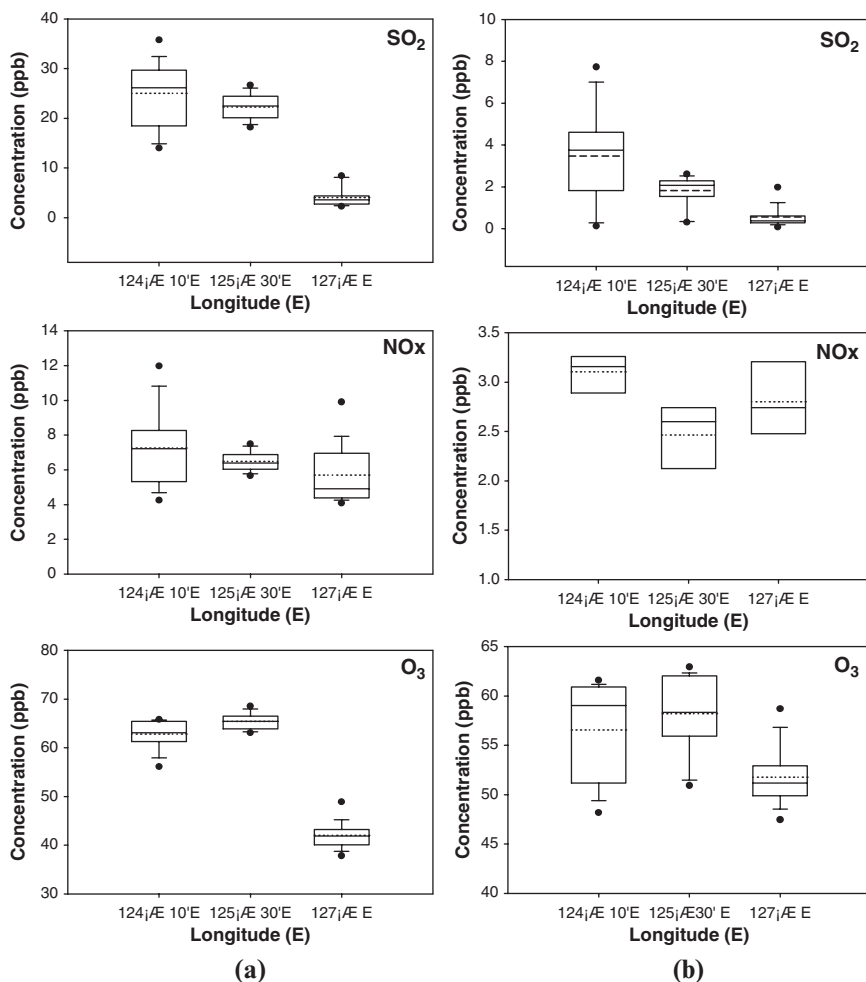 SO2
Concentration (ppb)
40
30
20
10
0
124¡Æ 10'E 125¡Æ 30'E 127¡Æ E
Longitude (E)
SO2
Concentration (ppb)
10
8
6
4
2
0
124¡Æ 10'E 125¡Æ 30'E 127¡Æ E
Longitude (E)
NOx
Concentration (ppb)
14
12
10
8
6
4
2
0
124¡Æ 10'E 125¡Æ 30'E 127¡Æ E
Longitude (E)
NOx
Concentration (ppb)
3.5
3.0
2.5
2.0
1.5
1.0
124¡Æ 10'E 125¡Æ 30'E 127¡Æ E
Longitude (E)
O3
Concentration (ppb)
80
70
60
50
40
30
124¡Æ 10'E 125¡Æ 30'E 127¡Æ E
Longitude (E)
O3
Concentration (ppb)
65
60
55
50
45
40
124¡Æ 10'E 125¡Æ30' E 127¡Æ E
Longitude (E)
(a) (b)